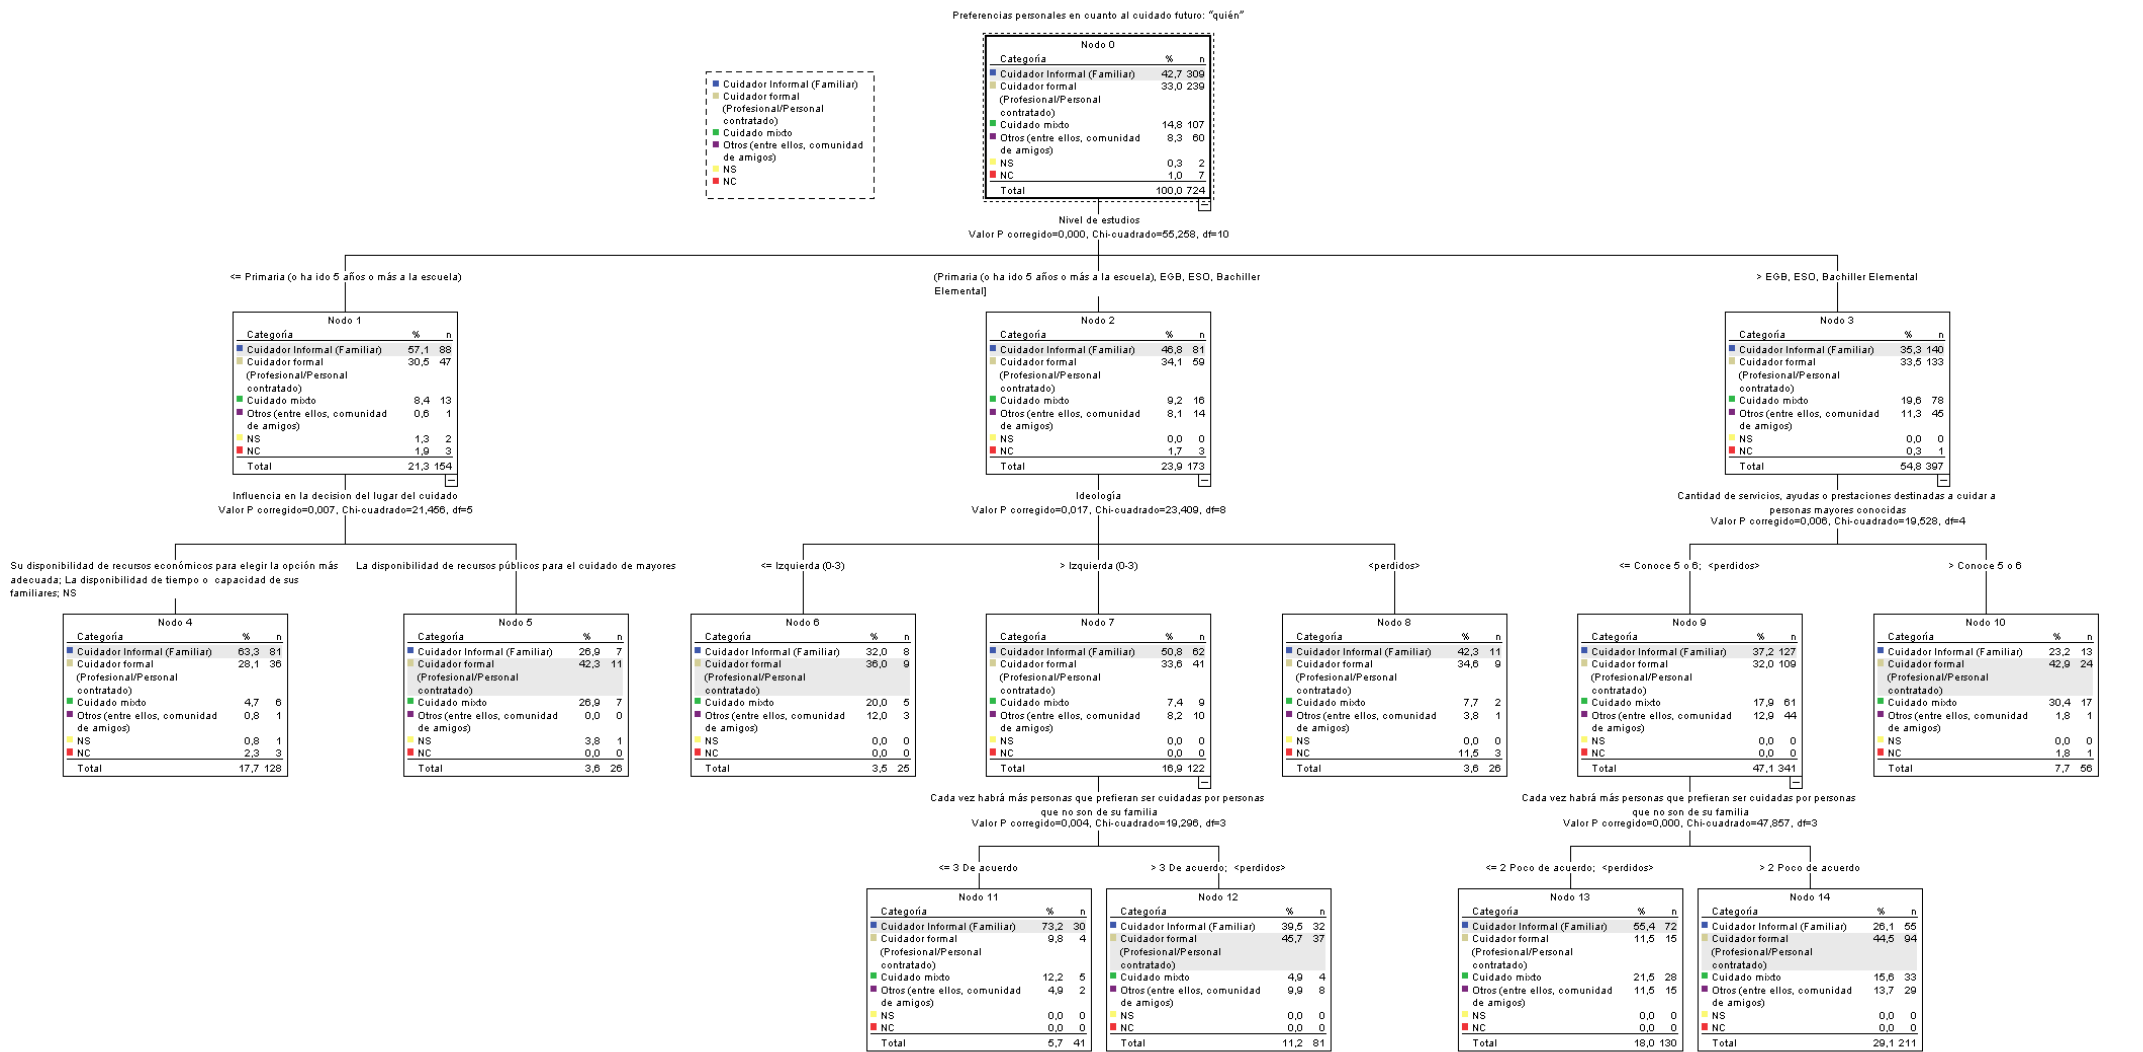 Preferencias personales en cuanto al cuidado futuro: "quién"
Cuidador Informal (Familiar)
Cuidador formal
(Profesional/Personal
contratado)
Cuidado mixto
Otros (entre ellos, comunidad
de amigos)
NS
NC
Nodo 0
Categoría % n
Cuidador Informal (Familiar) 42,7 309
Cuidador formal 33,0 239
(Profesional/Personal
contratado)
Cuidado mixto 14,8 107
Otros (entre ellos, comunidad 8,3 60
de amigos)
NS 0,3 2
NC 1,0 7
Total 100,0 724
Nivel de estudios
Valor P corregido=0,000, Chi-cuadrado=55,258, df=10
<= Primaria (o ha ido 5 años o más a la escuela)
(Primaria (o ha ido 5 años o más a la escuela), EGB, ESO, Bachiller
Elemental]
> EGB, ESO, Bachiller Elemental
Nodo 1
Categoría % n
Cuidador Informal (Familiar) 57,1 88
Cuidador formal 30,5 47
(Profesional/Personal
contratado)
Cuidado mixto 8,4 13
Otros (entre ellos, comunidad 0,6 1
de amigos)
NS 1,3 2
NC 1,9 3
Total 21,3 154
Nodo 2
Categoría % n
Cuidador Informal (Familiar) 46,8 81
Cuidador formal 34,1 59
(Profesional/Personal
contratado)
Cuidado mixto 9,2 16
Otros (entre ellos, comunidad 8,1 14
de amigos)
NS 0,0 0
NC 1,7 3
Total 23,9 173
Nodo 3
Categoría % n
Cuidador Informal (Familiar) 35,3 140
Cuidador formal 33,5 133
(Profesional/Personal
contratado)
Cuidado mixto 19,6 78
Otros (entre ellos, comunidad 11,3 45
de amigos)
NS 0,0 0
NC 0,3 1
Total 54,8 397
Influencia en la decision del lugar del cuidado
Valor P corregido=0,007, Chi-cuadrado=21,456, df=5
Ideología
Valor P corregido=0,017, Chi-cuadrado=23,409, df=8
Cantidad de servicios, ayudas o prestaciones destinadas a cuidar a
personas mayores conocidas
Valor P corregido=0,006, Chi-cuadrado=19,528, df=4
Su disponibilidad de recursos económicos para elegir la opción más
adecuada; La disponibilidad de tiempo o capacidad de sus
familiares; NS
La disponibilidad de recursos públicos para el cuidado de mayores
<= Izquierda (0-3)
> Izquierda (0-3)
<perdidos>
<= Conoce 5 o 6; <perdidos>
> Conoce 5 o 6
Nodo 4
Categoría % n
Cuidador Informal (Familiar) 63,3 81
Cuidador formal 28,1 36
(Profesional/Personal
contratado)
Cuidado mixto 4,7 6
Otros (entre ellos, comunidad 0,8 1
de amigos)
NS 0,8 1
NC 2,3 3
Total 17,7 128
Nodo 5
Categoría % n
Cuidador Informal (Familiar) 26,9 7
Cuidador formal 42,3 11
(Profesional/Personal
contratado)
Cuidado mixto 26,9 7
Otros (entre ellos, comunidad 0,0 0
de amigos)
NS 3,8 1
NC 0,0 0
Total 3,6 26
Nodo 6
Categoría % n
Cuidador Informal (Familiar) 32,0 8
Cuidador formal 36,0 9
(Profesional/Personal
contratado)
Cuidado mixto 20,0 5
Otros (entre ellos, comunidad 12,0 3
de amigos)
NS 0,0 0
NC 0,0 0
Total 3,5 25
Nodo 7
Categoría % n
Cuidador Informal (Familiar) 50,8 62
Cuidador formal 33,6 41
(Profesional/Personal
contratado)
Cuidado mixto 7,4 9
Otros (entre ellos, comunidad 8,2 10
de amigos)
NS 0,0 0
NC 0,0 0
Total 16,9 122
Nodo 8
Categoría % n
Cuidador Informal (Familiar) 42,3 11
Cuidador formal 34,6 9
(Profesional/Personal
contratado)
Cuidado mixto 7,7 2
Otros (entre ellos, comunidad 3,8 1
de amigos)
NS 0,0 0
NC 11,5 3
Total 3,6 26
Nodo 9
Categoría % n
Cuidador Informal (Familiar) 37,2 127
Cuidador formal 32,0 109
(Profesional/Personal
contratado)
Cuidado mixto 17,9 61
Otros (entre ellos, comunidad 12,9 44
de amigos)
NS 0,0 0
NC 0,0 0
Total 47,1 341
Nodo 10
Categoría % n
Cuidador Informal (Familiar) 23,2 13
Cuidador formal 42,9 24
(Profesional/Personal
contratado)
Cuidado mixto 30,4 17
Otros (entre ellos, comunidad 1,8 1
de amigos)
NS 0,0 0
NC 1,8 1
Total 7,7 56
Cada vez habrá más personas que prefieran ser cuidadas por personas
que no son de su familia
Valor P corregido=0,004, Chi-cuadrado=19,296, df=3
Cada vez habrá más personas que prefieran ser cuidadas por personas
que no son de su familia
Valor P corregido=0,000, Chi-cuadrado=47,857, df=3
<= 3 De acuerdo
> 3 De acuerdo; <perdidos>
<= 2 Poco de acuerdo; <perdidos>
> 2 Poco de acuerdo
Nodo 11
Categoría % n
Cuidador Informal (Familiar) 73,2 30
Cuidador formal 9,8 4
(Profesional/Personal
contratado)
Cuidado mixto 12,2 5
Otros (entre ellos, comunidad 4,9 2
de amigos)
NS 0,0 0
NC 0,0 0
Total 5,7 41
Nodo 12
Categoría % n
Cuidador Informal (Familiar) 39,5 32
Cuidador formal 45,7 37
(Profesional/Personal
contratado)
Cuidado mixto 4,9 4
Otros (entre ellos, comunidad 9,9 8
de amigos)
NS 0,0 0
NC 0,0 0
Total 11,2 81
Nodo 13
Categoría % n
Cuidador Informal (Familiar) 55,4 72
Cuidador formal 11,5 15
(Profesional/Personal
contratado)
Cuidado mixto 21,5 28
Otros (entre ellos, comunidad 11,5 15
de amigos)
NS 0,0 0
NC 0,0 0
Total 18,0 130
Nodo 14
Categoría % n
Cuidador Informal (Familiar) 26,1 55
Cuidador formal 44,5 94
(Profesional/Personal
contratado)
Cuidado mixto 15,6 33
Otros (entre ellos, comunidad 13,7 29
de amigos)
NS 0,0 0
NC 0,0 0
Total 29,1 211